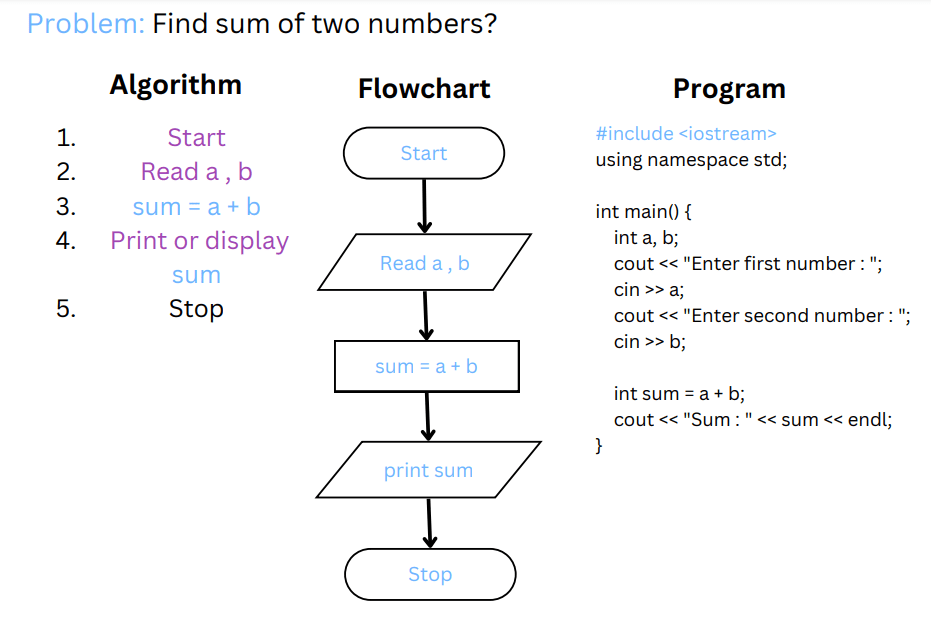 Problem: Find sum of two numbers?
Algorithm
1. Start
2. Read a , b
3. sum = a + b
4. Print or display
sum
5. Stop
Flowchart
Start
Read a , b
sum = a + b
print sum
Stop
Program
#include <iostream>
using namespace std;
int main() {
int a, b;
cout << "Enter first number : ";
cin >> a;
cout << "Enter second number : ";
cin >> b;
int sum = a + b;
cout << "Sum : " << sum << endl;
}